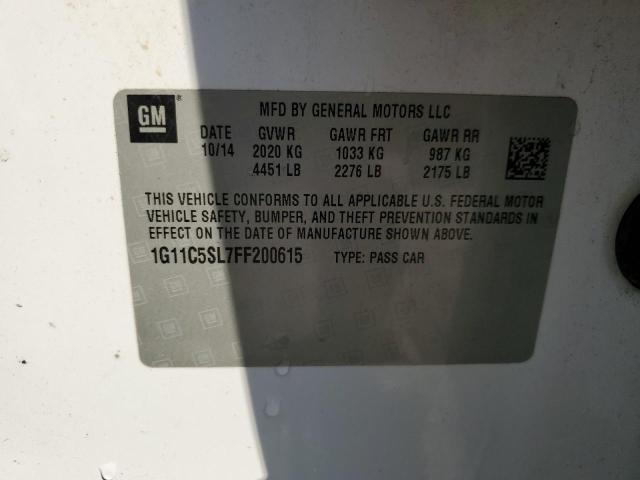 GM® MFD BY GENERAL MOTORS LLC
DATE GVWR GAWR FRT GAWR RR
10/14 2020 KG 1033 KG 987 KG
4451 LB 2276 LB 2175 LB
THIS VEHICLE CONFORMS TO ALL APPLICABLE U.S. FEDERAL MOTOR
VEHICLE SAFETY, BUMPER, AND THEFT PREVENTION STANDARDS IN
EFFECT ON THE DATE OF MANUFACTURE SHOWN ABOVE.
1G11C5SL7FF200615 TYPE: PASS CAR